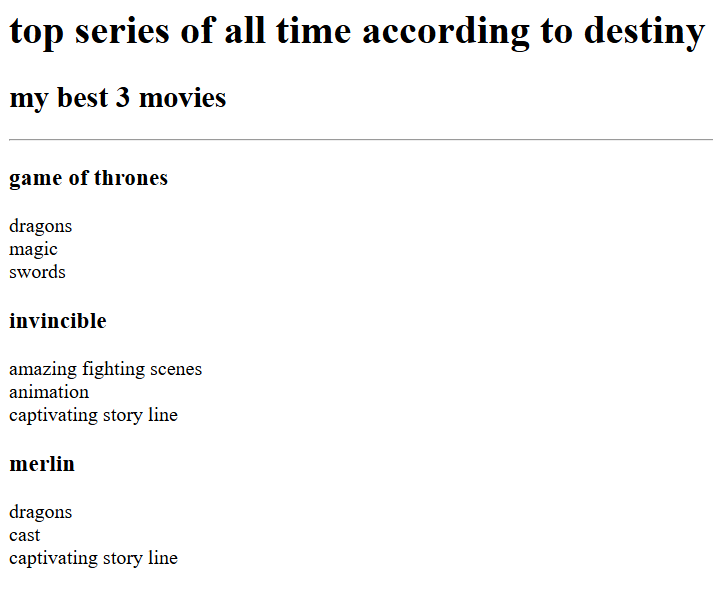 top series of all time according to destiny
my best 3 movies
game of thrones
dragons
magic
swords
invincible
amazing fighting scenes
animation
captivating story line
merlin
dragons
cast
captivating story line